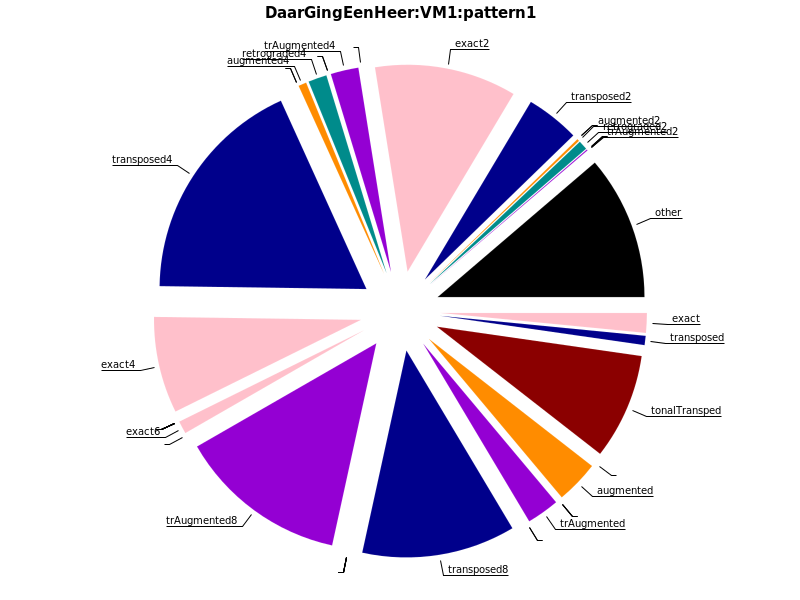 DaarGingEenHeer:VM1:pattern1
trAugmented4
exact2
retrograded4
augmented4
transposed2
augmented2
retrograded2
trAugmented2
transposed4
other
exact
transposed
exact4
tonalTransped
exact6
augmented
trAugmented8
trAugmented
transposed8